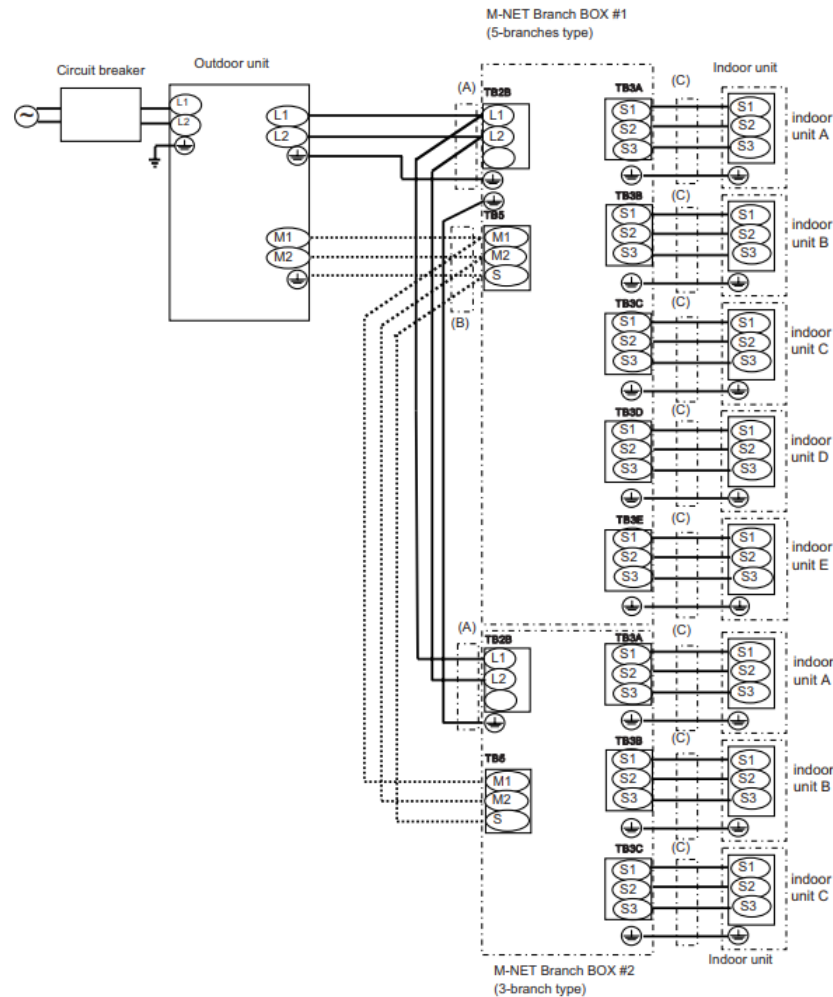 M-NET Branch BOX #1
(5-branches type)
Circuit breaker
Outdoor unit
Indoor unit
L1
L2
L1
L2
M1
M2
(A)
TB2B
L1
L2
TB5
M1
M2
S
(B)
TB3A
S1
S2
S3
(C)
S1
S2
S3
indoor
unit A
TB3B
S1
S2
S3
(C)
S1
S2
S3
indoor
unit B
TB3C
S1
S2
S3
(C)
S1
S2
S3
indoor
unit C
TB3D
S1
S2
S3
(C)
S1
S2
S3
indoor
unit D
TB3E
S1
S2
S3
(C)
S1
S2
S3
indoor
unit E
(A)
TB2B
L1
L2
TB5
M1
M2
S
TB3A
S1
S2
S3
(C)
S1
S2
S3
indoor
unit A
TB3B
S1
S2
S3
(C)
S1
S2
S3
indoor
unit B
TB3C
S1
S2
S3
(C)
S1
S2
S3
indoor
unit C
Indoor unit
M-NET Branch BOX #2
(3-branch type)